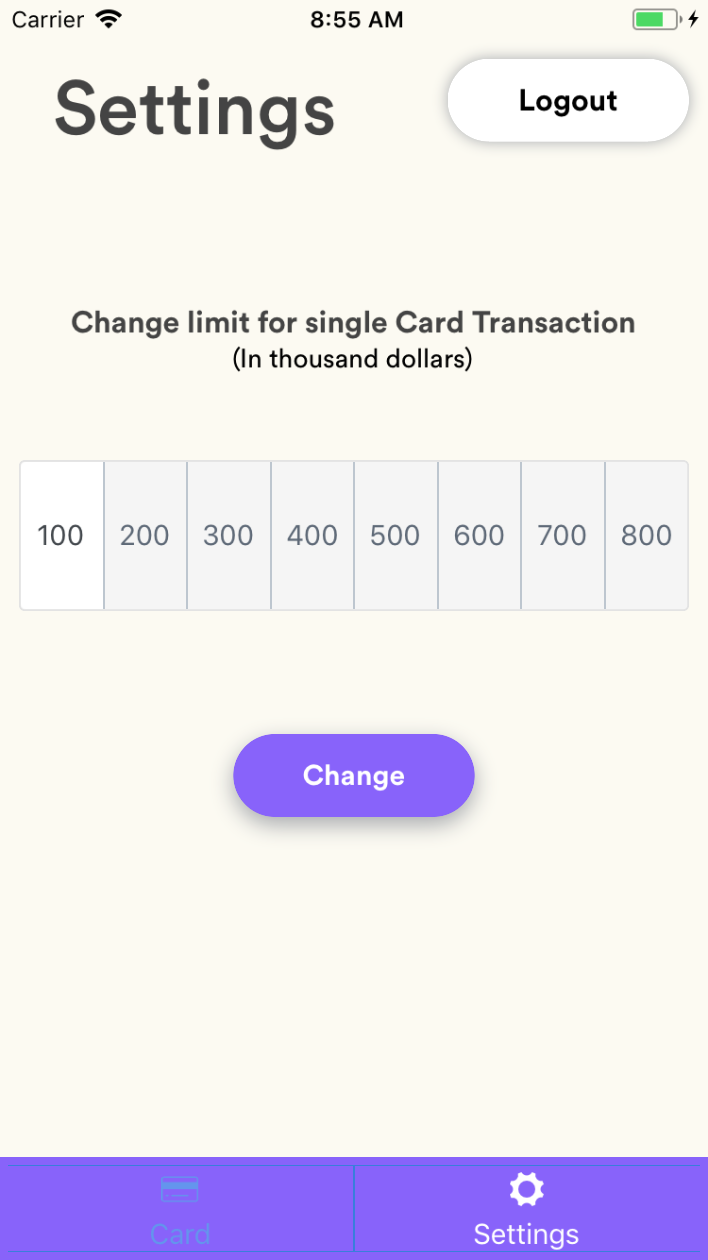 Carrier 8:55 AM
Settings
Logout
Change limit for single Card Transaction
(In thousand dollars)
100 200 300 400 500 600 700 800
Change
Card Settings